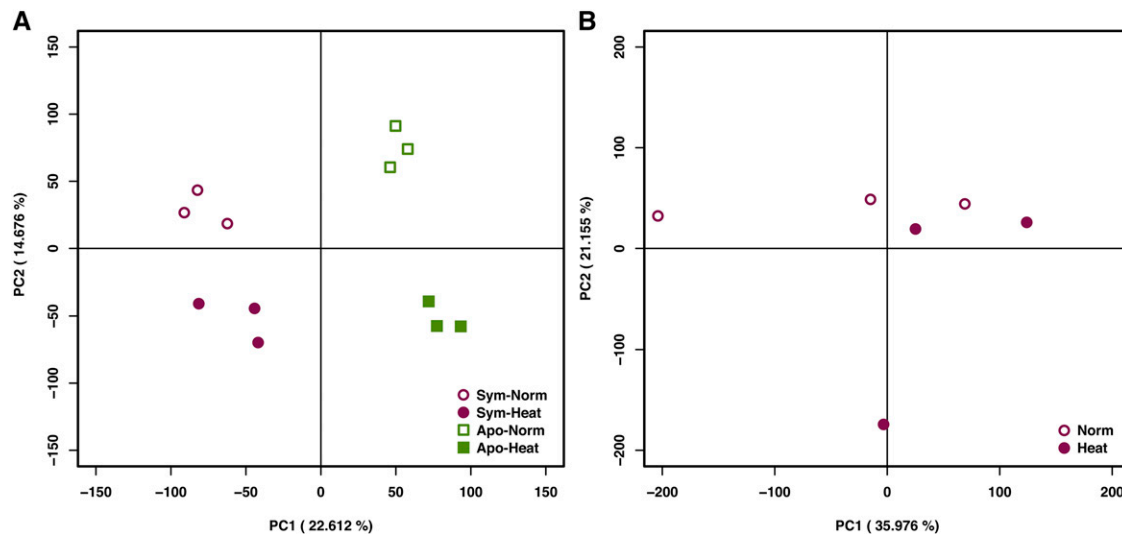 A
150
100
50
0
−50
−100
−150
PC2 ( 14.676 %)
−150 −100 −50 0 50 100 150
PC1 ( 22.612 %)
Sym-Norm
Sym-Heat
Apo-Norm
Apo-Heat
B
200
100
0
−100
−200
PC2 ( 21.155 %)
−200 −100 0 100 200
PC1 ( 35.976 %)
Norm
Heat